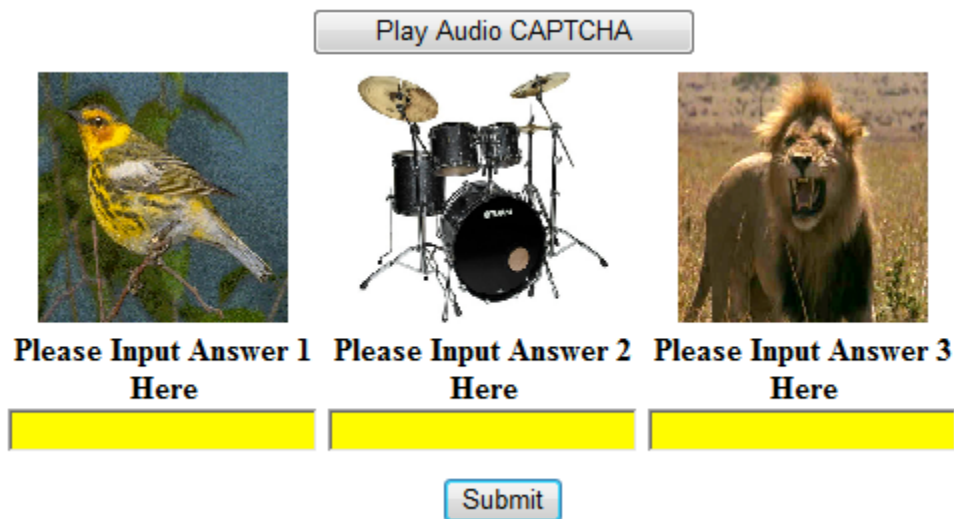 Play Audio CAPTCHA
Please Input Answer 1 Here
Please Input Answer 2 Here
Please Input Answer 3 Here
Submit